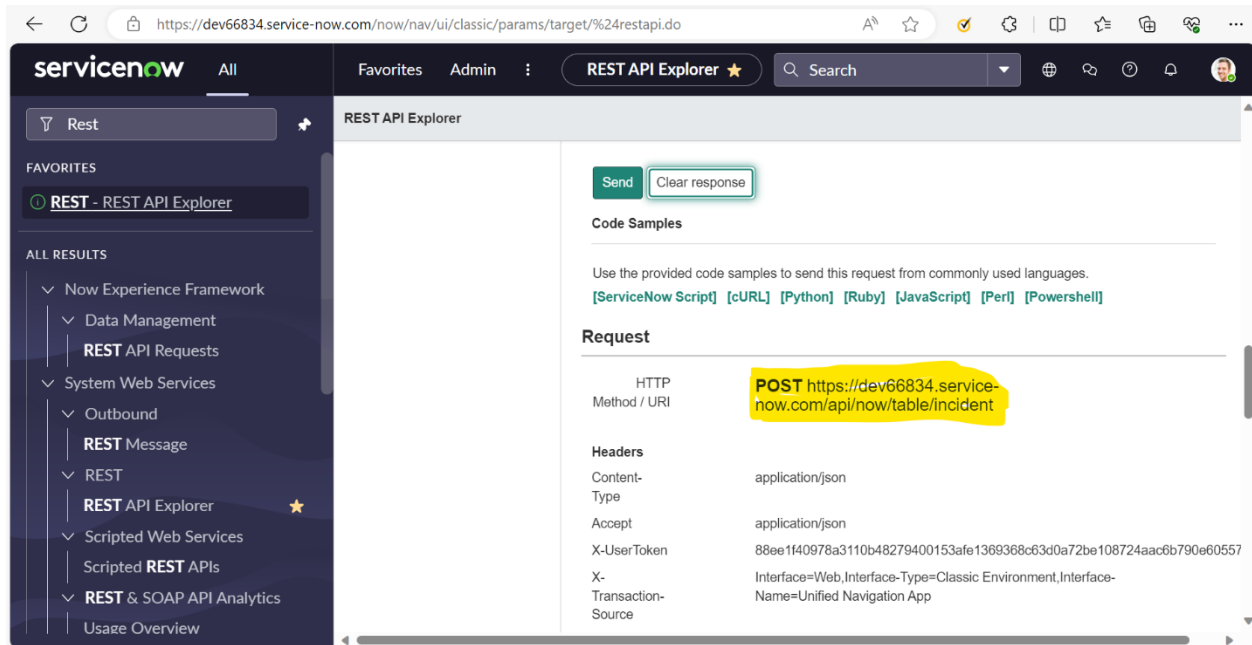 https://dev66834.service-now.com/now/nav/ui/classic/params/target/%24restapi.do
servicenow All Favorites Admin REST API Explorer Search
Rest
FAVORITES
REST - REST API Explorer
ALL RESULTS
Now Experience Framework
Data Management
REST API Requests
System Web Services
Outbound
REST Message
REST
REST API Explorer
Scripted Web Services
Scripted REST APIs
REST & SOAP API Analytics
Usage Overview
REST API Explorer
Send Clear response
Code Samples
Use the provided code samples to send this request from commonly used languages.
[ServiceNow Script] [cURL] [Python] [Ruby] [JavaScript] [Perl] [Powershell]
Request
HTTP
Method / URI
POST https://dev66834.service-
now.com/api/now/table/incident
Headers
Content-
Type
application/json
Accept
application/json
X-UserToken
88ee1f40978a3110b48279400153afe1369368c63d0a72be108724aac6b790e60557
X-
Transaction-
Source
Interface=Web,Interface-Type=Classic Environment,Interface-
Name=Unified Navigation App